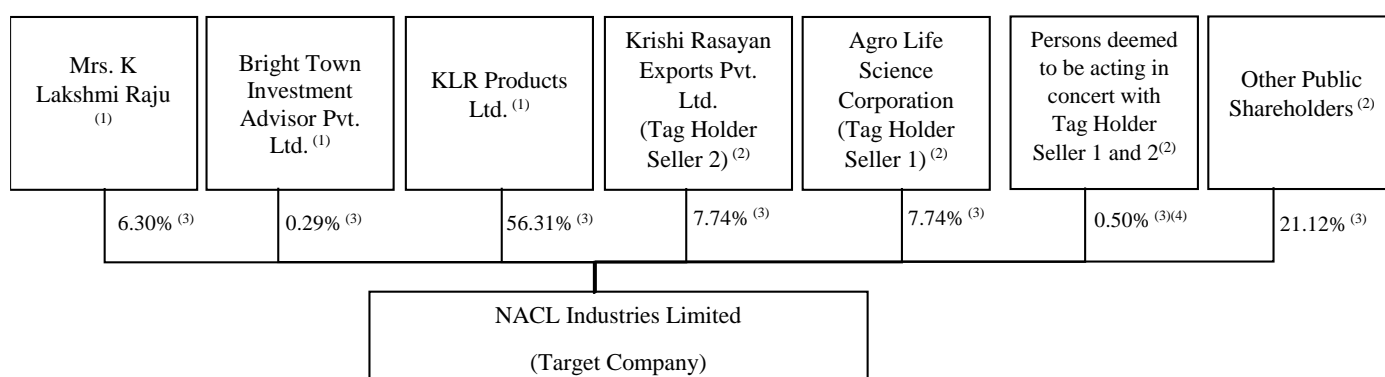 Mrs. K
Lakshmi Raju
(1)
Bright Town
Investment
Advisor Pvt.
Ltd. (1)
KLR Products
Ltd. (1)
Krishi Rasayan
Exports Pvt.
Ltd.
(Tag Holder
Seller 2) (2)
Agro Life
Science
Corporation
(Tag Holder
Seller 1) (2)
Persons deemed
to be acting in
concert with
Tag Holder
Seller 1 and 2(2)
Other Public
Shareholders (2)
6.30% (3)
0.29% (3)
56.31% (3)
7.74% (3)
7.74% (3)
0.50% (3)(4)
21.12% (3)
NACL Industries Limited
(Target Company)